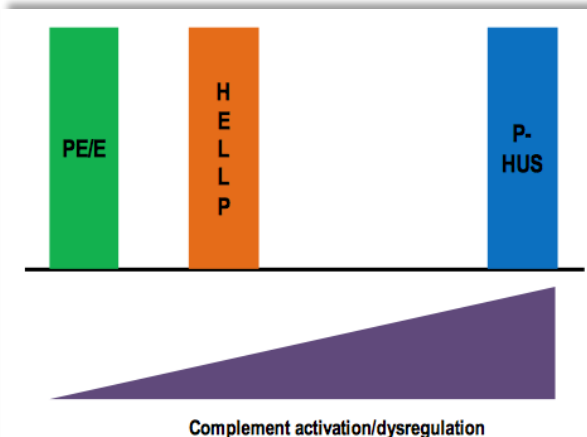 PE/E
H
E
L
L
P
P-
HUS
Complement activation/dysregulation